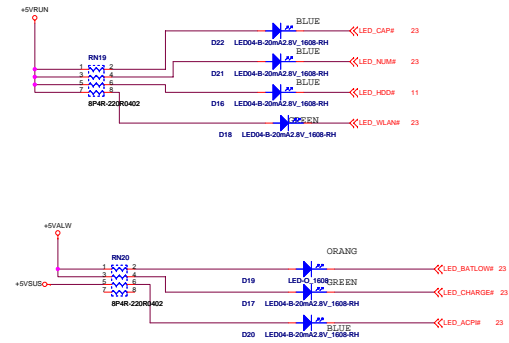 +5VRUN
BLUE
LED_CAP# 23
D22 LED04-B-20mA2.8V_1608-RH
BLUE
RN19
1 2
3 4
5 6
7 8
LED_NUM# 23
D21 LED04-B-20mA2.8V_1608-RH
BLUE
LED_HDD# 11
8P4R-220R0402
D16 LED04-B-20mA2.8V_1608-RH
GREEN
LED_WLAN# 23
D18 LED04-B-20mA2.8V_1608-RH
+5VALW
ORANG
RN20
1 2
3 4
5 6
7 8
LED_BATLOW# 23
D19 LED-O_1608
GREEN
+5VSUS
LED_CHARGE# 23
8P4R-220R0402
D17 LED04-B-20mA2.8V_1608-RH
LED_ACPI# 23
BLUE
D20 LED04-B-20mA2.8V_1608-RH